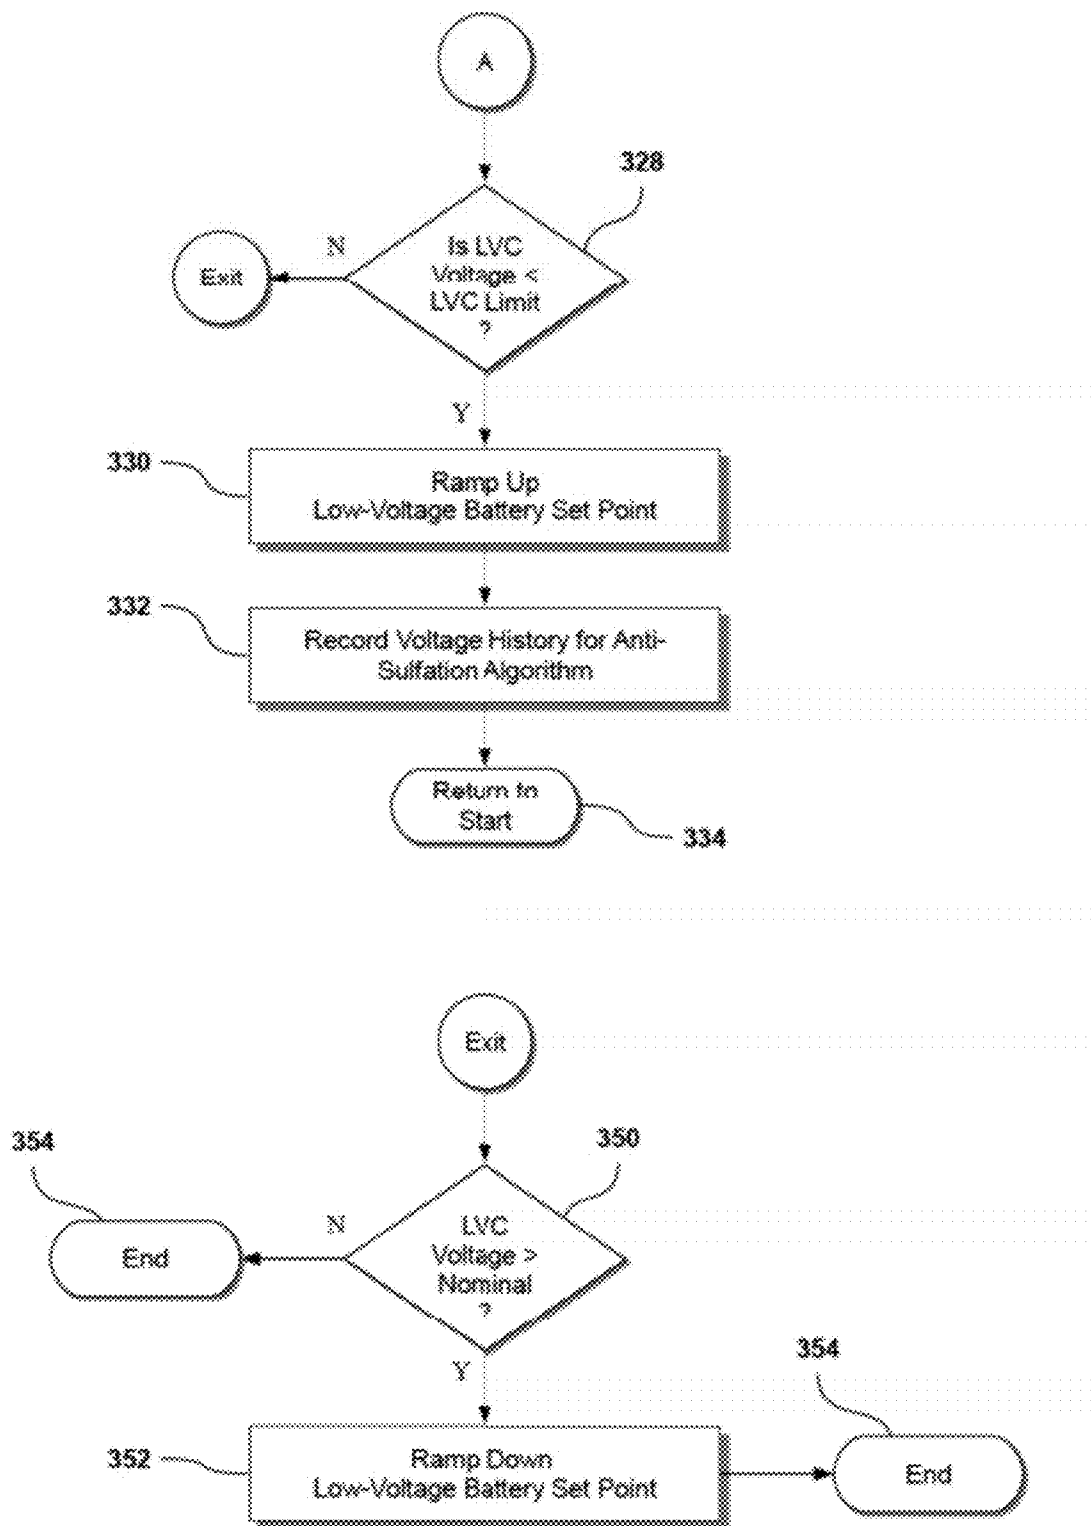 A
328
N
Exit
Is LVC
Voltage <
LVC Limit
?
Y
330
Ramp Up
Low-Voltage Battery Set Point
332
Record Voltage History for Anti-
Sulfation Algorithm
Return to
Start
334
Exit
354
350
N
End
LVC
Voltage >
Nominal
?
Y
354
352
Ramp Down
Low-Voltage Battery Set Point
End